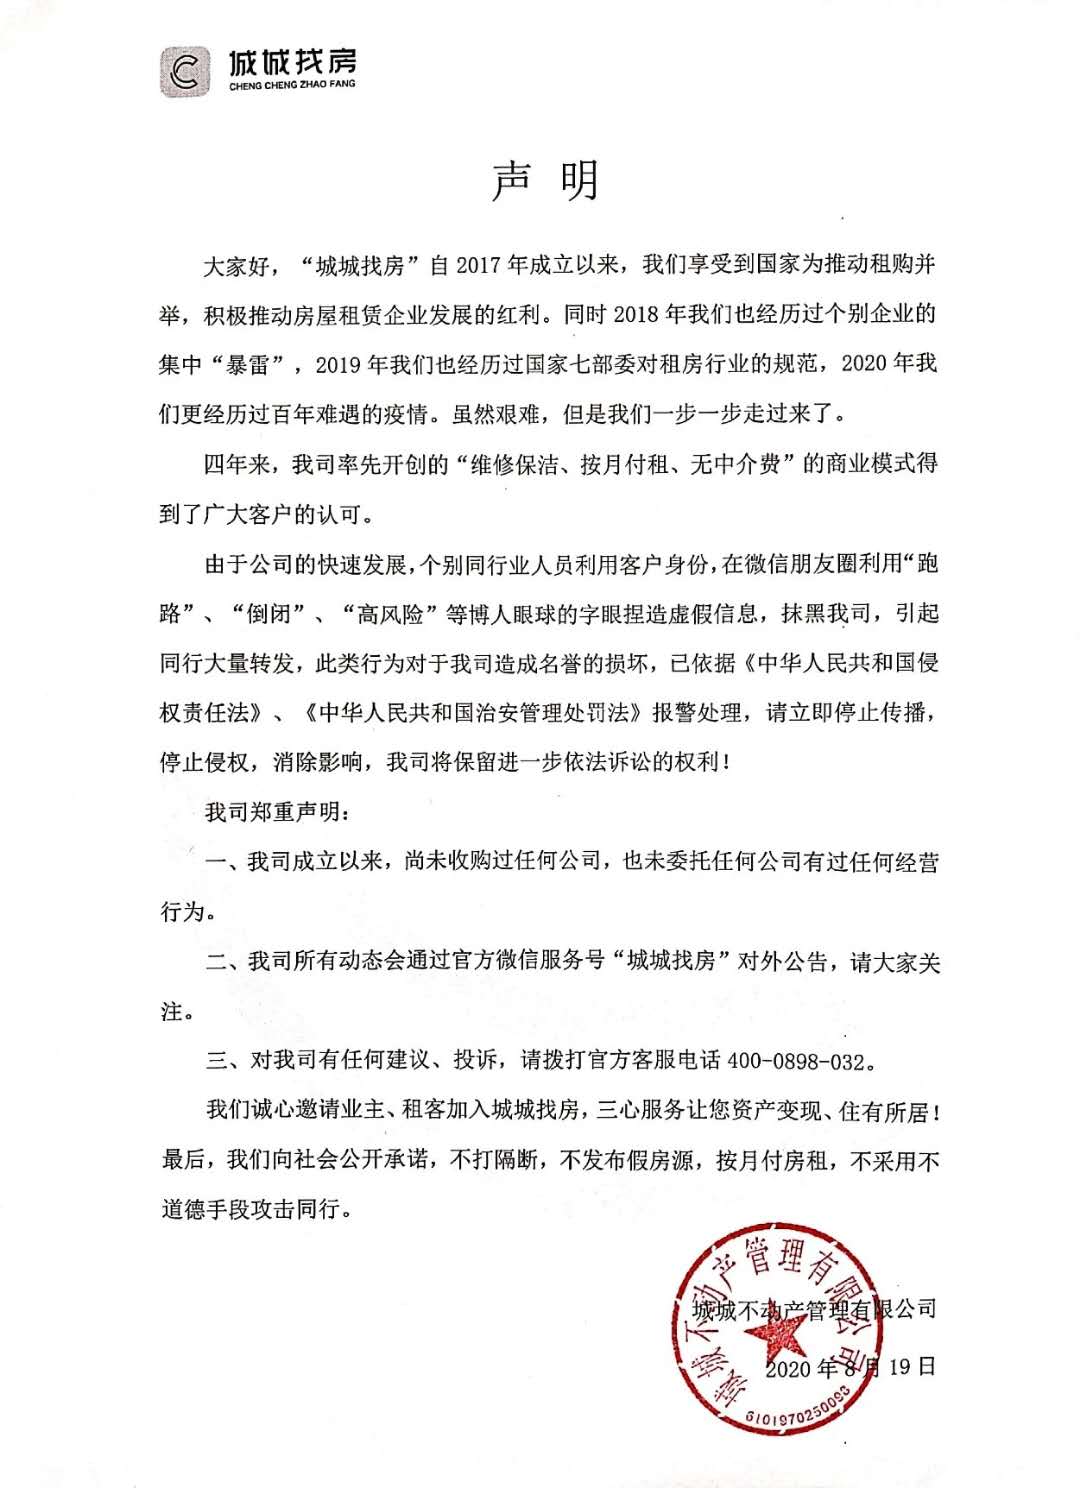 城城找房
CHENG CHENG ZHAO FANG
声 明
大家好，“城城找房”自2017年成立以来，我们享受到国家为推动租购并
举，积极推动房屋租赁企业发展的红利。同时2018年我们也经历过个别企业的
集中“暴雷”，2019年我们也经历过国家七部委对租房行业的规范，2020年我
们更经历过百年难遇的疫情。虽然艰难，但是我们一步一步走过来了。
四年来，我司率先开创的“维修保洁、按月付租、无中介费”的商业模式得
到了广大客户的认可。
由于公司的快速发展，个别同行业人员利用客户身份，在微信朋友圈利用“跑
路”、“倒闭”、“高风险”等博人眼球的字眼捏造虚假信息，抹黑我司，引起
同行大量转发，此类行为对于我司造成名誉的损坏，已依据《中华人民共和国侵
权责任法》、《中华人民共和国治安管理处罚法》报警处理，请立即停止传播，
停止侵权，消除影响，我司将保留进一步依法诉讼的权利！
我司郑重声明：
一、我司成立以来，尚未收购过任何公司，也未委托任何公司有过任何经营
行为。
二、我司所有动态会通过官方微信服务号“城城找房”对外公告，请大家关
注。
三、对我司有任何建议、投诉，请拨打官方客服电话400-0898-032。
我们诚心邀请业主、租客加入城城找房，三心服务让您资产变现、住有所居！
最后，我们向社会公开承诺，不打隔断，不发布假房源，按月付房租，不采用不
道德手段攻击同行。
城城不动产管理有限公司
2020年8月19日
城城不动产管理有限公司
6101970250093